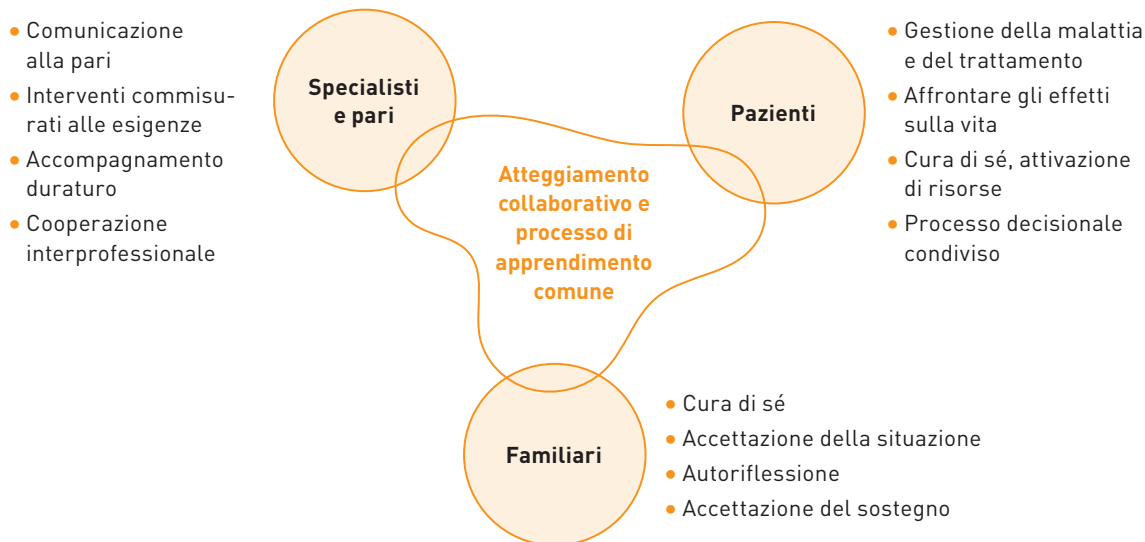 Comunicazione
alla pari
Interventi commisu-
rati alle esigenze
Accompagnamento
duraturo
Cooperazione
interprofessionale
Specialisti
e pari
Pazienti
Gestione della malattia
e del trattamento
Affrontare gli effetti
sulla vita
Cura di sé, attivazione
di risorse
Processo decisionale
condiviso
Atteggiamento
collaborativo e
processo di
apprendimento
comune
Familiari
Cura di sé
Accettazione della situazione
Autoriflessione
Accettazione del sostegno